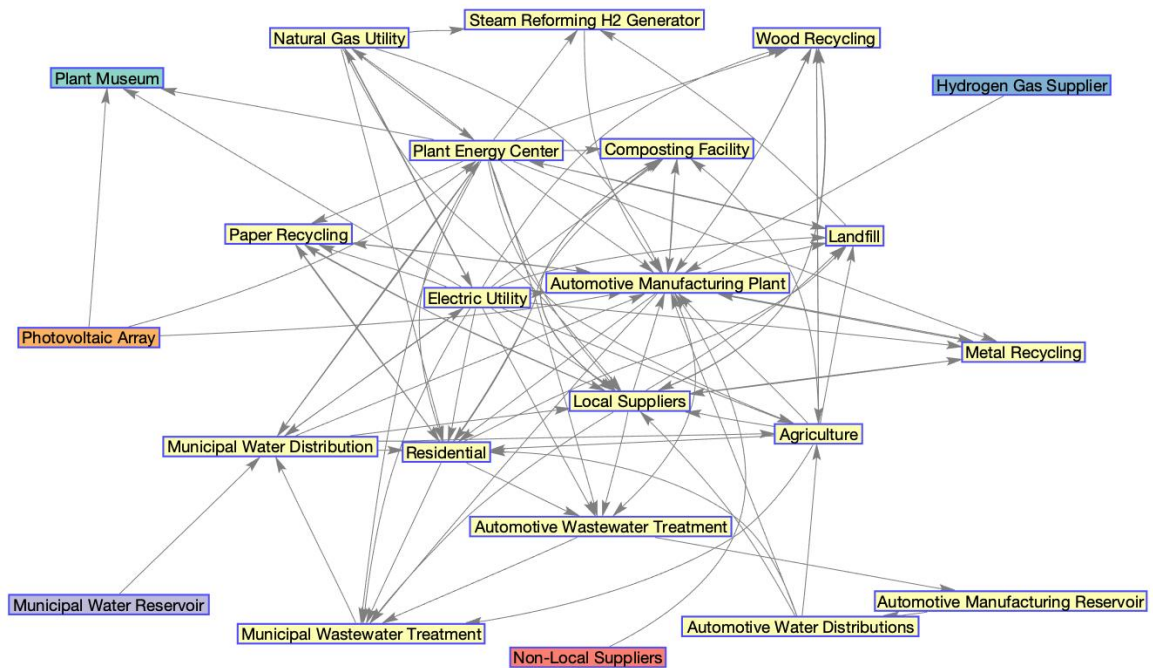 Steam Reforming H2 Generator
Natural Gas Utility
Wood Recycling
Plant Museum
Hydrogen Gas Supplier
Plant Energy Center
Composting Facility
Paper Recycling
Landfill
Automotive Manufacturing Plant
Electric Utility
Photovoltaic Array
Metal Recycling
Local Suppliers
Agriculture
Municipal Water Distribution
Residential
Automotive Wastewater Treatment
Municipal Water Reservoir
Automotive Manufacturing Reservoir
Automotive Water Distributions
Municipal Wastewater Treatment
Non-Local Suppliers